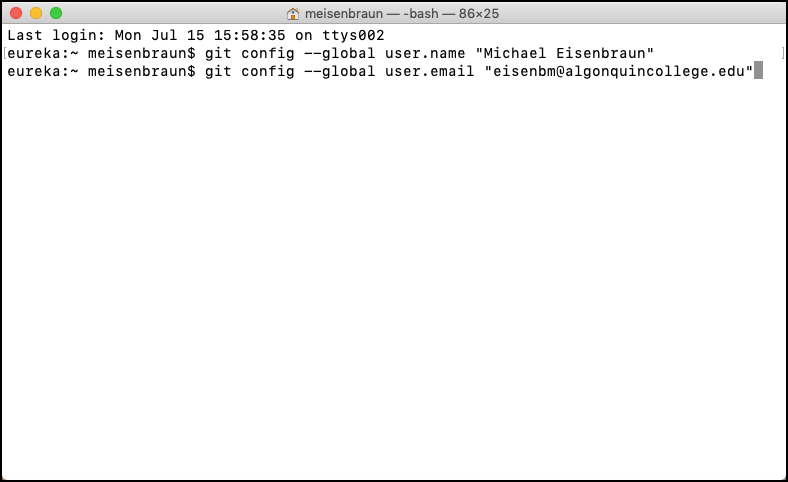 meisenbraun — -bash — 86×25
Last login: Mon Jul 15 15:58:35 on ttys002
[eureka:~ meisenbraun$ git config --global user.name "Michael Eisenbraun" ]
eureka:~ meisenbraun$ git config --global user.email "eisenbm@algonquincollege.edu"